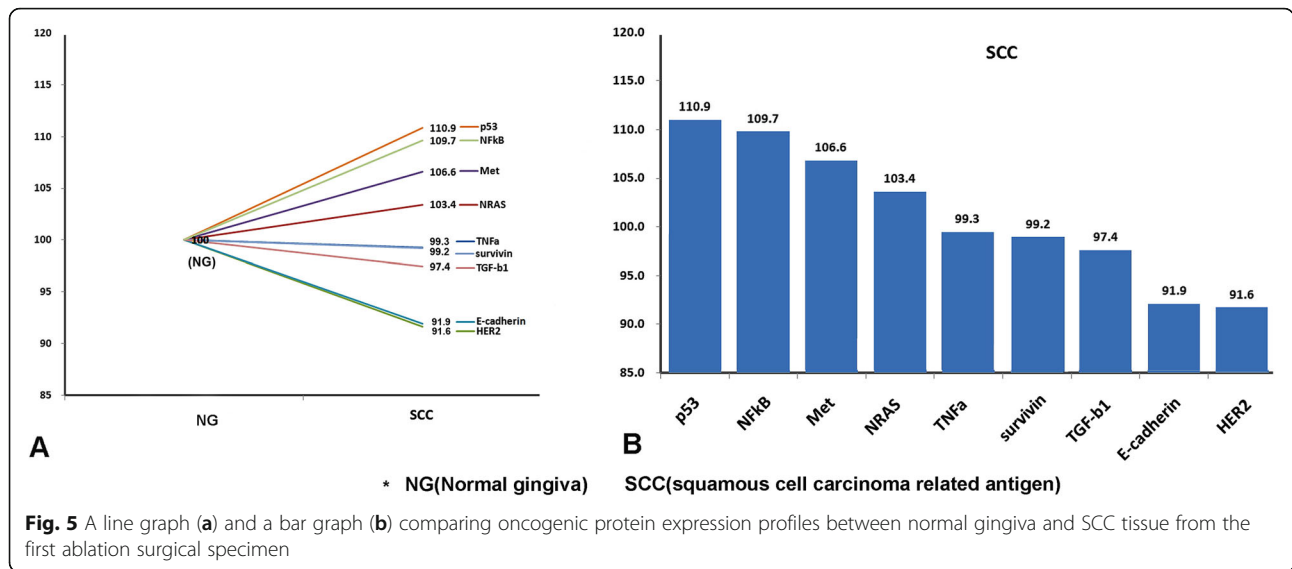 120
115
110
105
100
95
90
85
100
(NG)
110.9 p53
109.7 NFkB
106.6 Met
103.4 NRAS
99.3 TNFa
99.2 survivin
97.4 TGF-b1
91.9 E-cadherin
91.6 HER2
NG SCC
A
SCC
120.0
115.0
110.0
105.0
100.0
95.0
90.0
85.0
110.9 109.7 106.6 103.4 99.3 99.2 97.4 91.9 91.6
p53 NFkB Met NRAS TNFa survivin TGF-b1 E-cadherin HER2
B
* NG(Normal gingiva) SCC(squamous cell carcinoma related antigen)
Fig. 5 A line graph (a) and a bar graph (b) comparing oncogenic protein expression profiles between normal gingiva and SCC tissue from the
first ablation surgical specimen